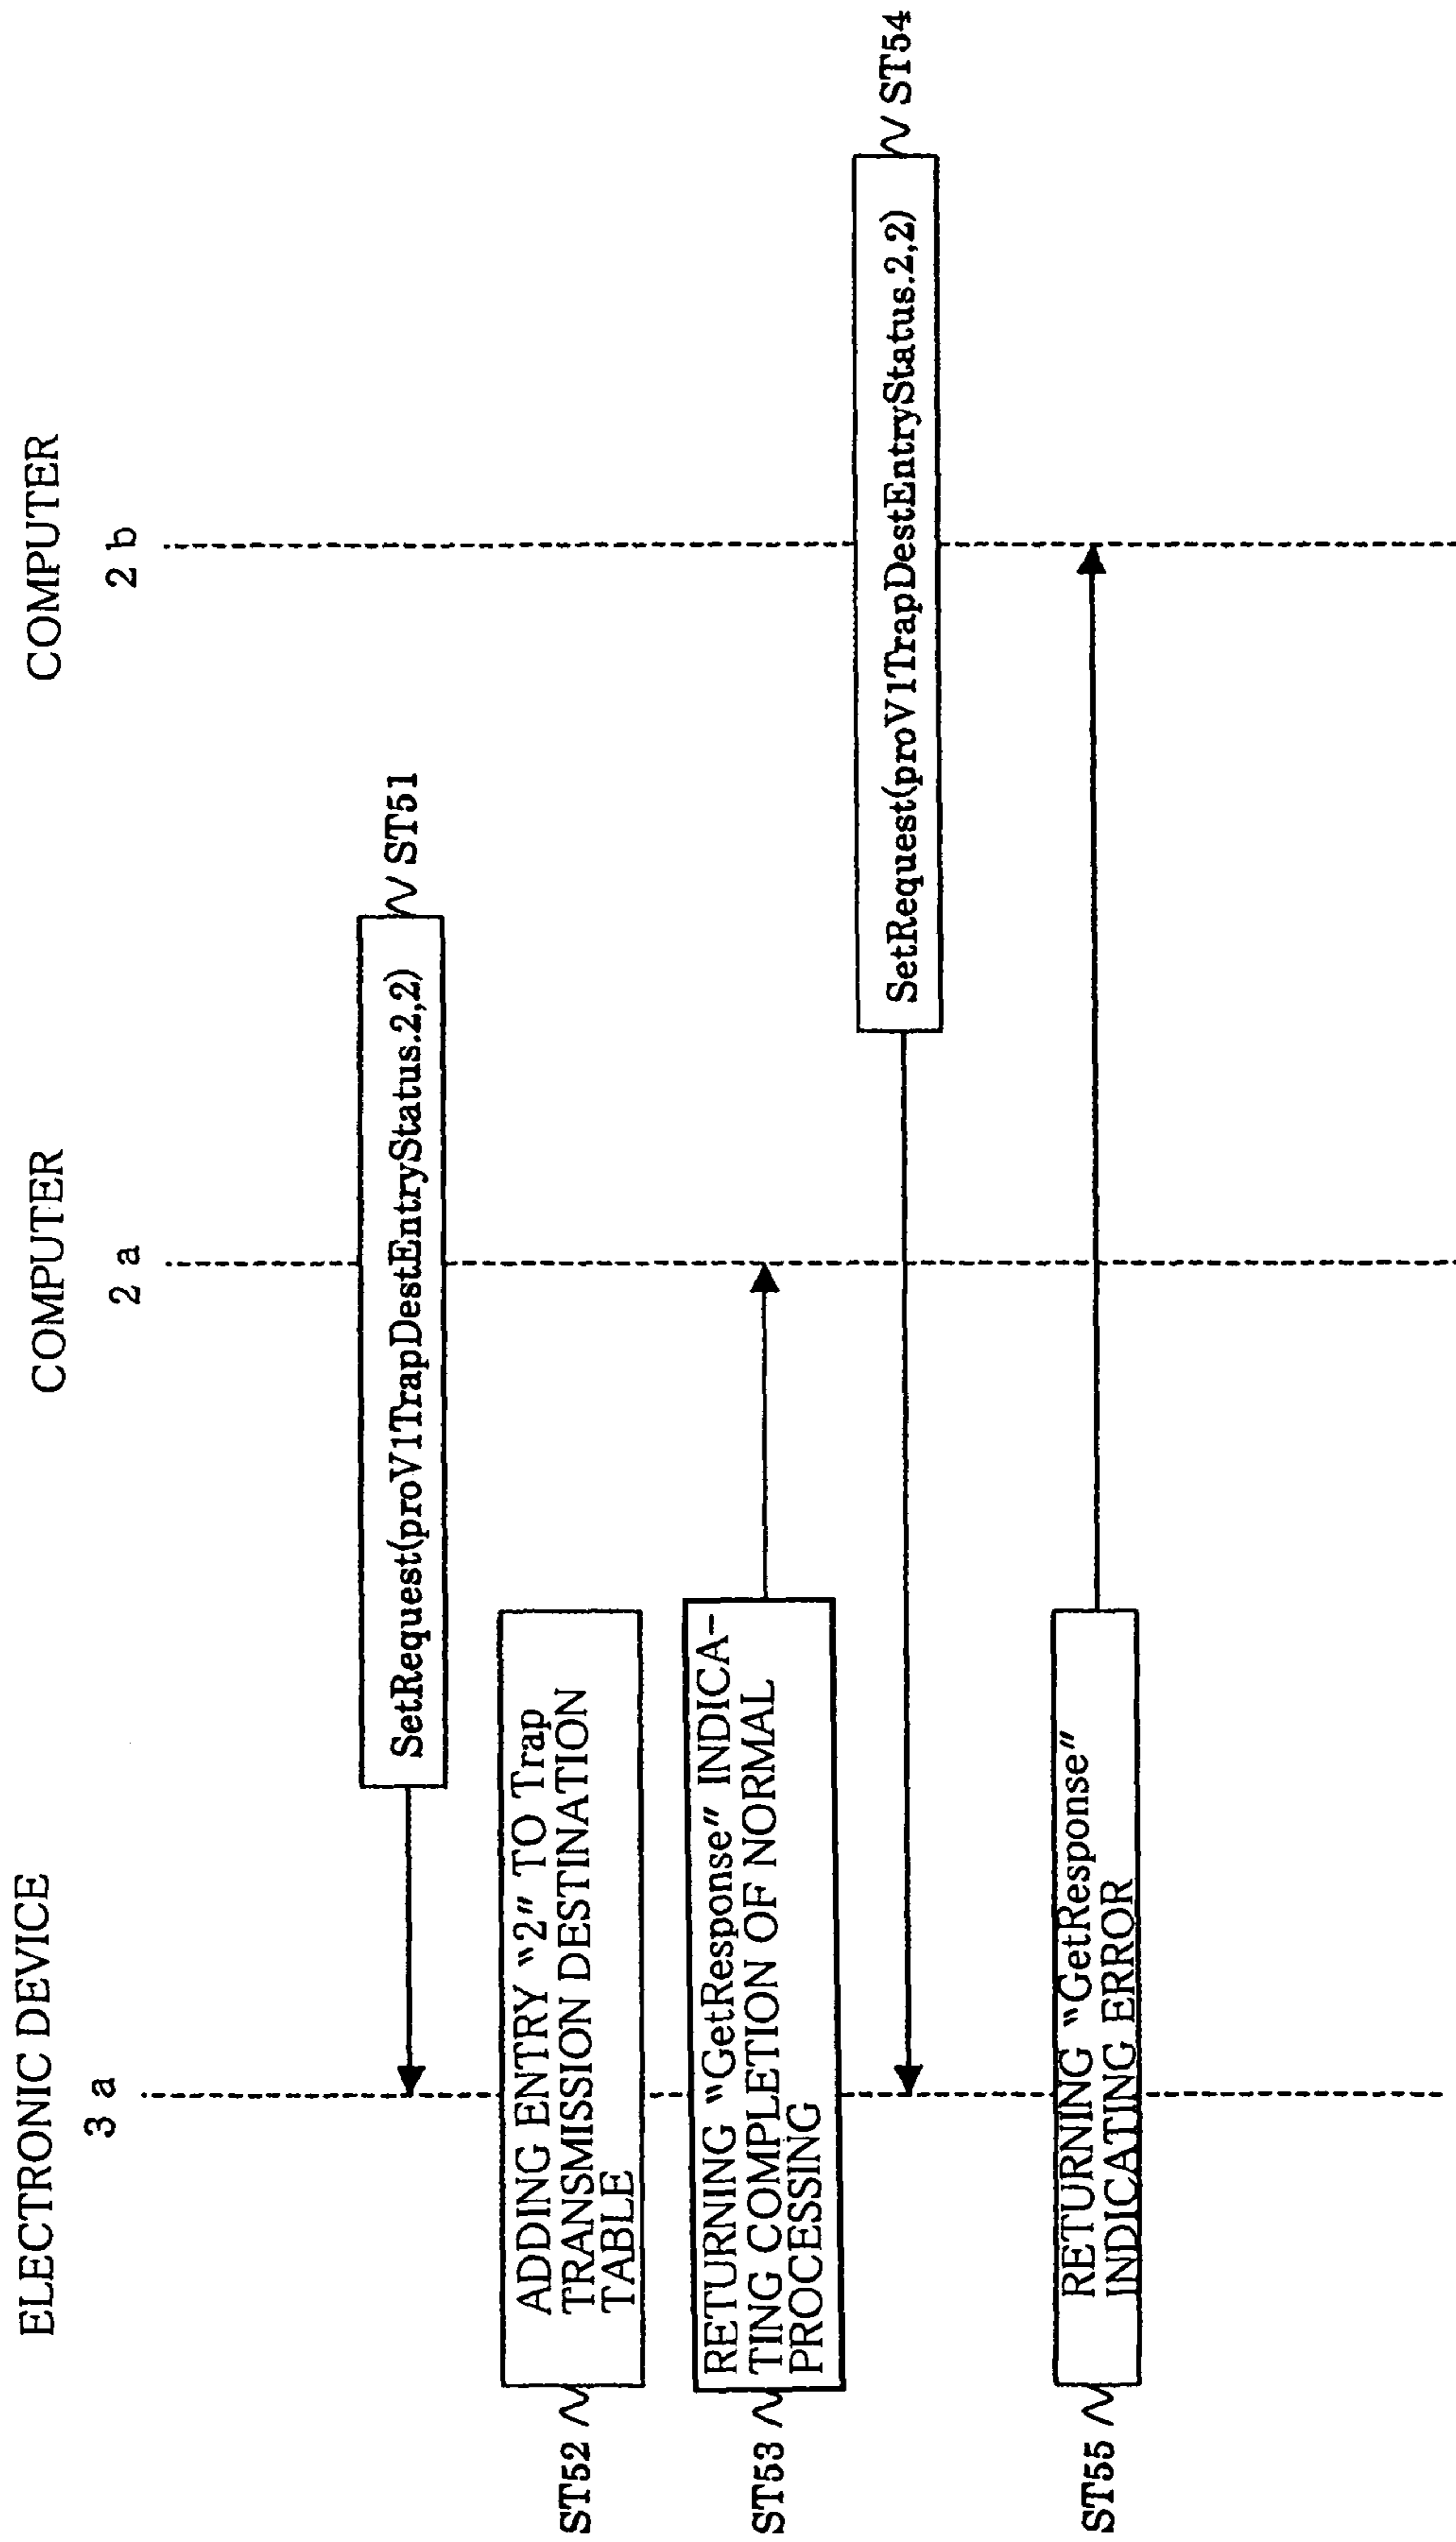 ELECTRONIC DEVICE
3 a
COMPUTER
2 a
COMPUTER
2 b
SetRequest(proV1TrapDestEntryStatus.2,2)
ST51
ST52
ADDING ENTRY "2" TO Trap
TRANSMISSION DESTINATION
TABLE
ST53
RETURNING "GetResponse" INDICA-
TING COMPLETION OF NORMAL
PROCESSING
SetRequest(proV1TrapDestEntryStatus.2,2)
ST54
ST55
RETURNING "GetResponse"
INDICATING ERROR